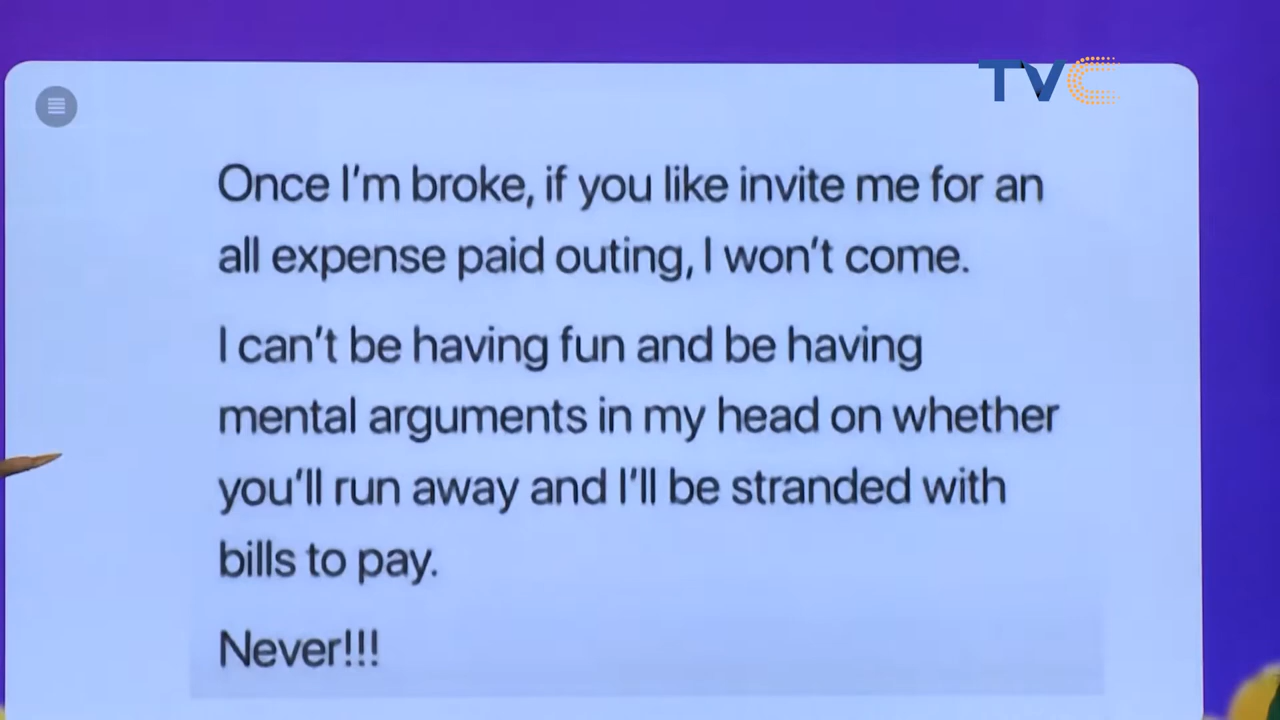 TVC
Once I'm broke, if you like invite me for an
all expense paid outing, I won't come.
I can't be having fun and be having
mental arguments in my head on whether
you'll run away and I'll be stranded with
bills to pay.
Never!!!